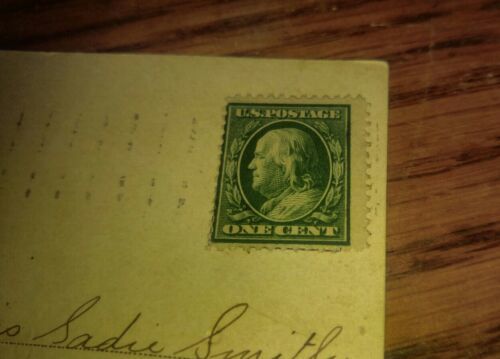 U.S. POSTAGE
ONE CENT
Sadie Smith